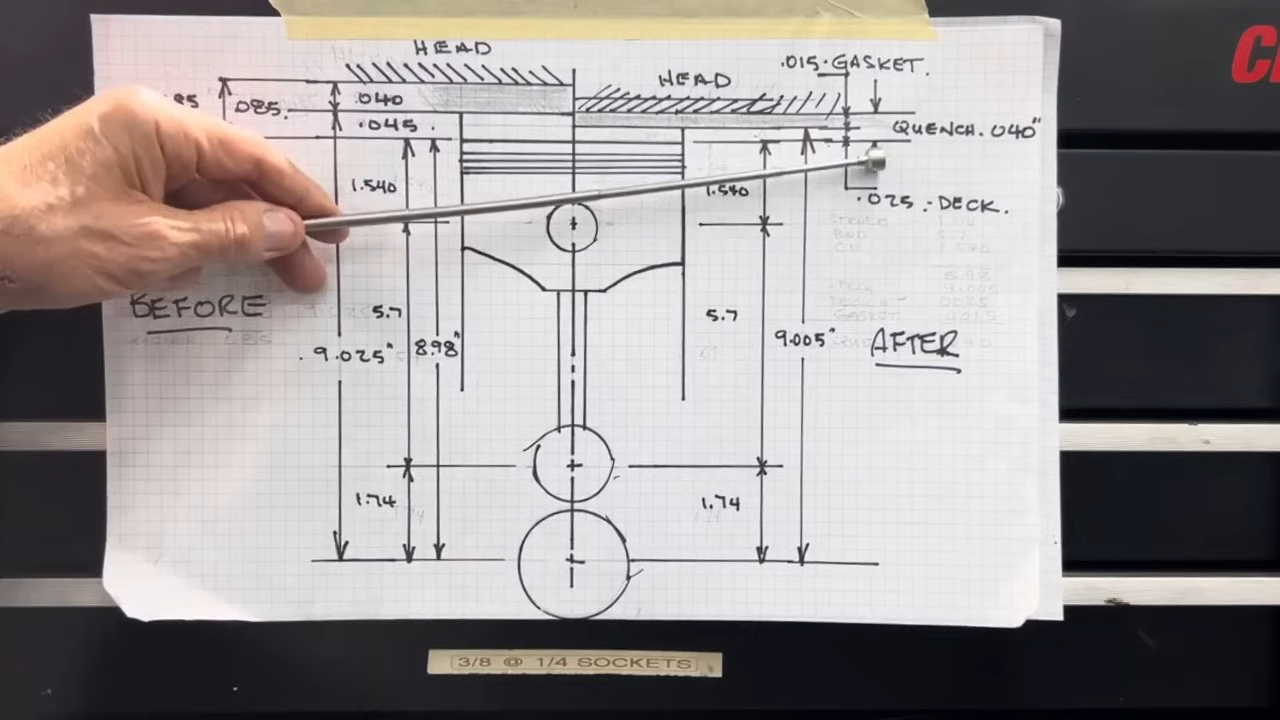 HEAD
.015.GASKET.
HEAD
85
.085.
.040
.045.
QUENCH .040"
1.540
1.540
.025.-DECK.
BEFORE
5.7
5.7
9.025"
8.98"
9.005"
AFTER
1.74
1.74
3/8 @ 1/4 SOCKETS
C